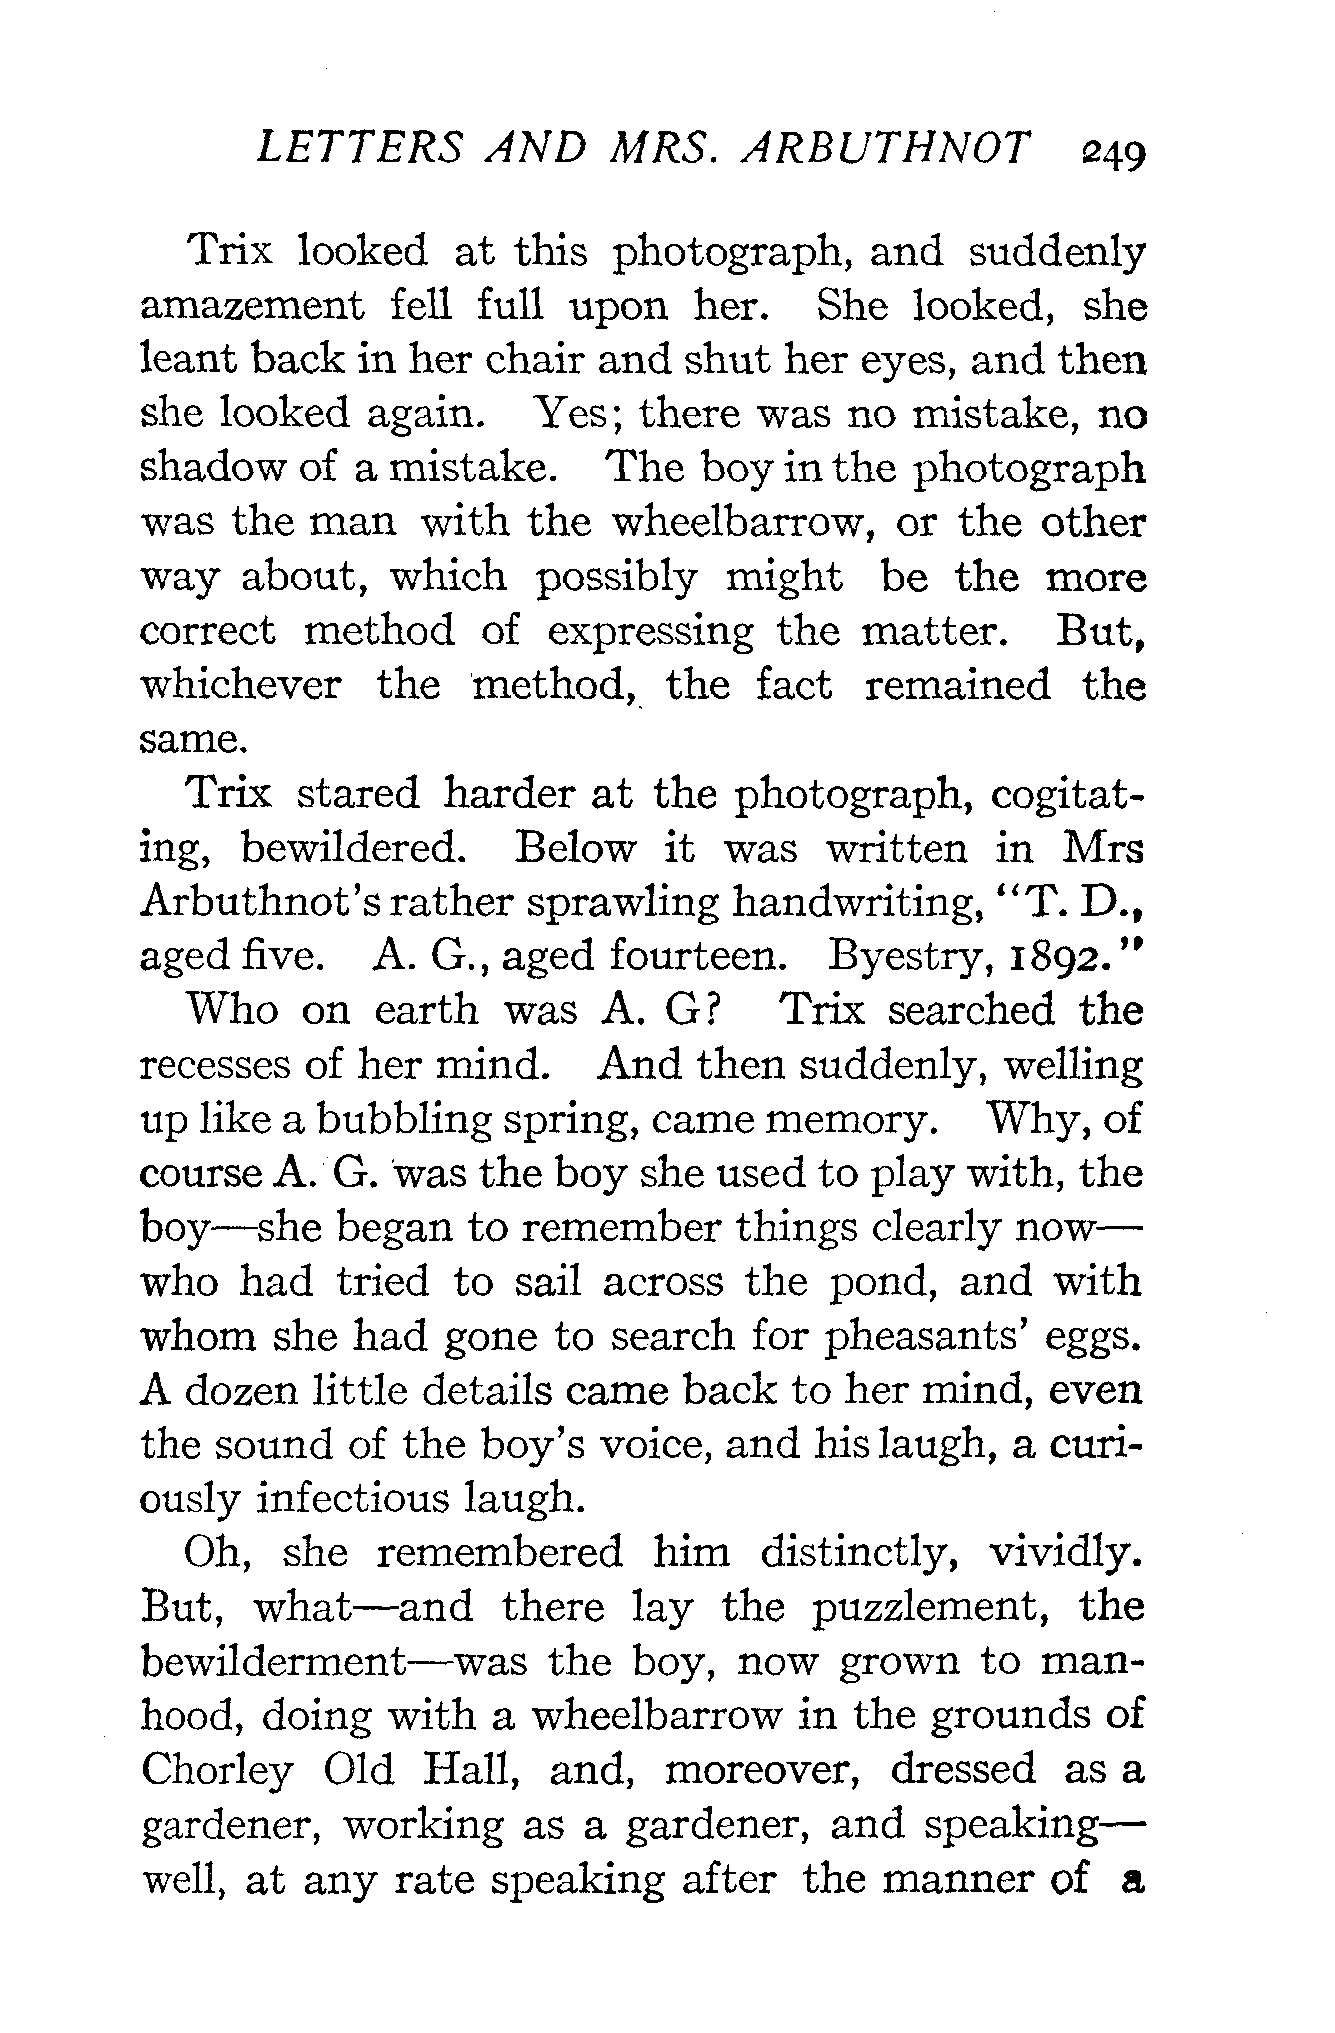 LETTERS AND MRS. ARBUTHNOT 249
Trix looked at this photograph, and suddenly
amazement fell full upon her. She looked, she
leant back in her chair and shut her eyes, and then
she looked again. Yes; there was no mistake, no
shadow of a mistake. The boy in the photograph
was the man with the wheelbarrow, or the other
way about, which possibly might be the more
correct method of expressing the matter. But,
whichever the method, the fact remained the
same.
Trix stared harder at the photograph, cogitat-
ing, bewildered. Below it was written in Mrs
Arbuthnot's rather sprawling handwriting, "T. D.,
aged five. A. G., aged fourteen. Byestry, 1892."
Who on earth was A. G? Trix searched the
recesses of her mind. And then suddenly, welling
up like a bubbling spring, came memory. Why, of
course A. G. was the boy she used to play with, the
boy—she began to remember things clearly now—
who had tried to sail across the pond, and with
whom she had gone to search for pheasants' eggs.
A dozen little details came back to her mind, even
the sound of the boy's voice, and his laugh, a curi-
ously infectious laugh.
Oh, she remembered him distinctly, vividly.
But, what—and there lay the puzzlement, the
bewilderment—was the boy, now grown to man-
hood, doing with a wheelbarrow in the grounds of
Chorley Old Hall, and, moreover, dressed as a
gardener, working as a gardener, and speaking—
well, at any rate speaking after the manner of a